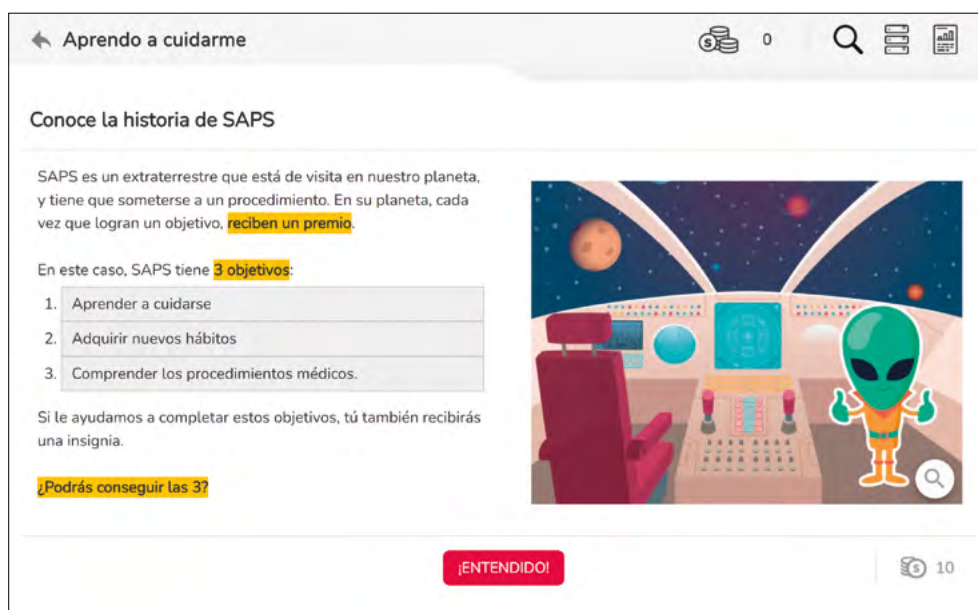 Aprendo a cuidarme
0
Conoce la historia de SAPS
SAPS es un extraterrestre que está de visita en nuestro planeta,
y tiene que someterse a un procedimiento. En su planeta, cada
vez que logran un objetivo, reciben un premio.
En este caso, SAPS tiene 3 objetivos:
1. Aprender a cuidarse
2. Adquirir nuevos hábitos
3. Comprender los procedimientos médicos.
Si le ayudamos a completar estos objetivos, tú también recibirás
una insignia.
¿Podrás conseguir las 3?
¡ENTENDIDO!
10